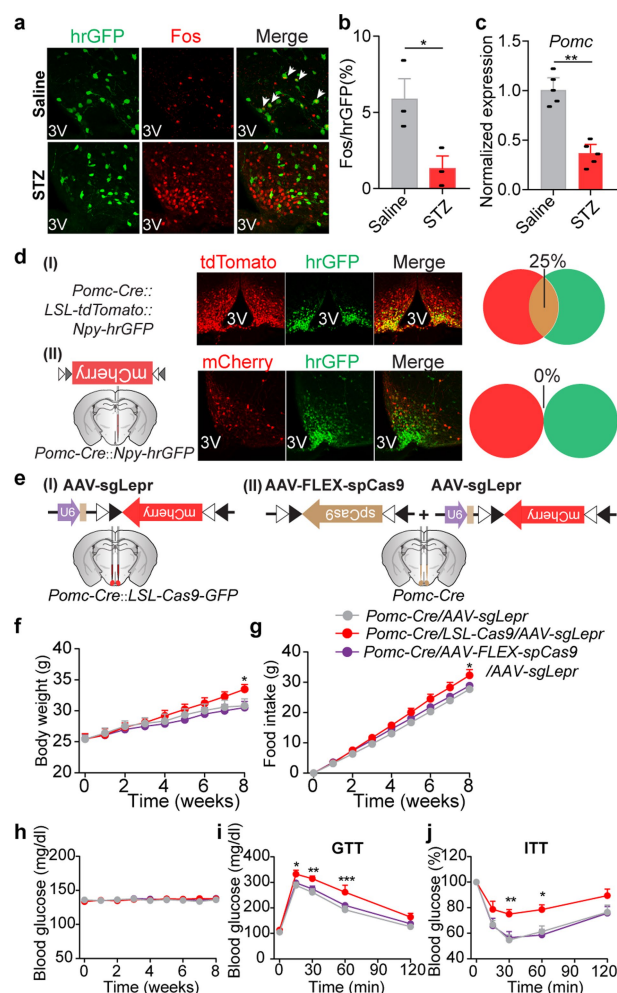 a
hrGFP Fos Merge
Saline
3V 3V 3V
STZ
3V 3V 3V
b
Fos/hrGFP(%)
10
5
0
*
Saline STZ
c
Pomc
Normalized expression
1.5
1.0
0.5
0
**
Saline STZ
d (I)
Pomc-Cre::
LSL-tdTomato::
Npy-hrGFP
tdTomato hrGFP Merge
3V 3V 3V
25%
(II)
mCherry
Pomc-Cre::Npy-hrGFP
mCherry hrGFP Merge
3V 3V 3V
0%
e (I) AAV-sgLepr
U6 mCherry
Pomc-Cre::LSL-Cas9-GFP
(II) AAV-FLEX-spCas9 AAV-sgLepr
spCas9 + U6 mCherry
Pomc-Cre
Pomc-Cre/AAV-sgLepr
Pomc-Cre/LSL-Cas9/AAV-sgLepr
Pomc-Cre/AAV-FLEX-spCas9
/AAV-sgLepr
f
Body weight (g)
35
30
25
20
*
0 2 4 6 8
Time (weeks)
g
Food intake (g)
40
30
20
10
0
*
0 2 4 6 8
Time (weeks)
h
Blood glucose (mg/dl)
200
150
100
50
0 2 4 6 8
Time (weeks)
i GTT
Blood glucose (mg/dl)
400
300
200
100
0
* ** ***
0 30 60 120
Time (min)
j ITT
Blood glucose (%)
100
80
60
40
** *
0 30 60 120
Time (min)